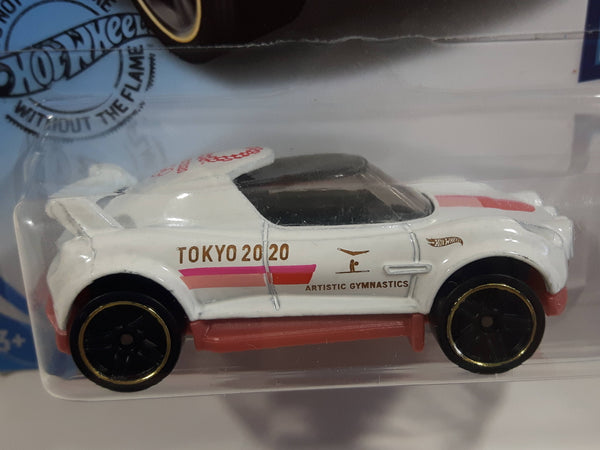 HOT WHEELS
WITHOUT THE FLAME
TOKYO 2020
HOT WHEELS
ARTISTIC GYMNASTICS
3+